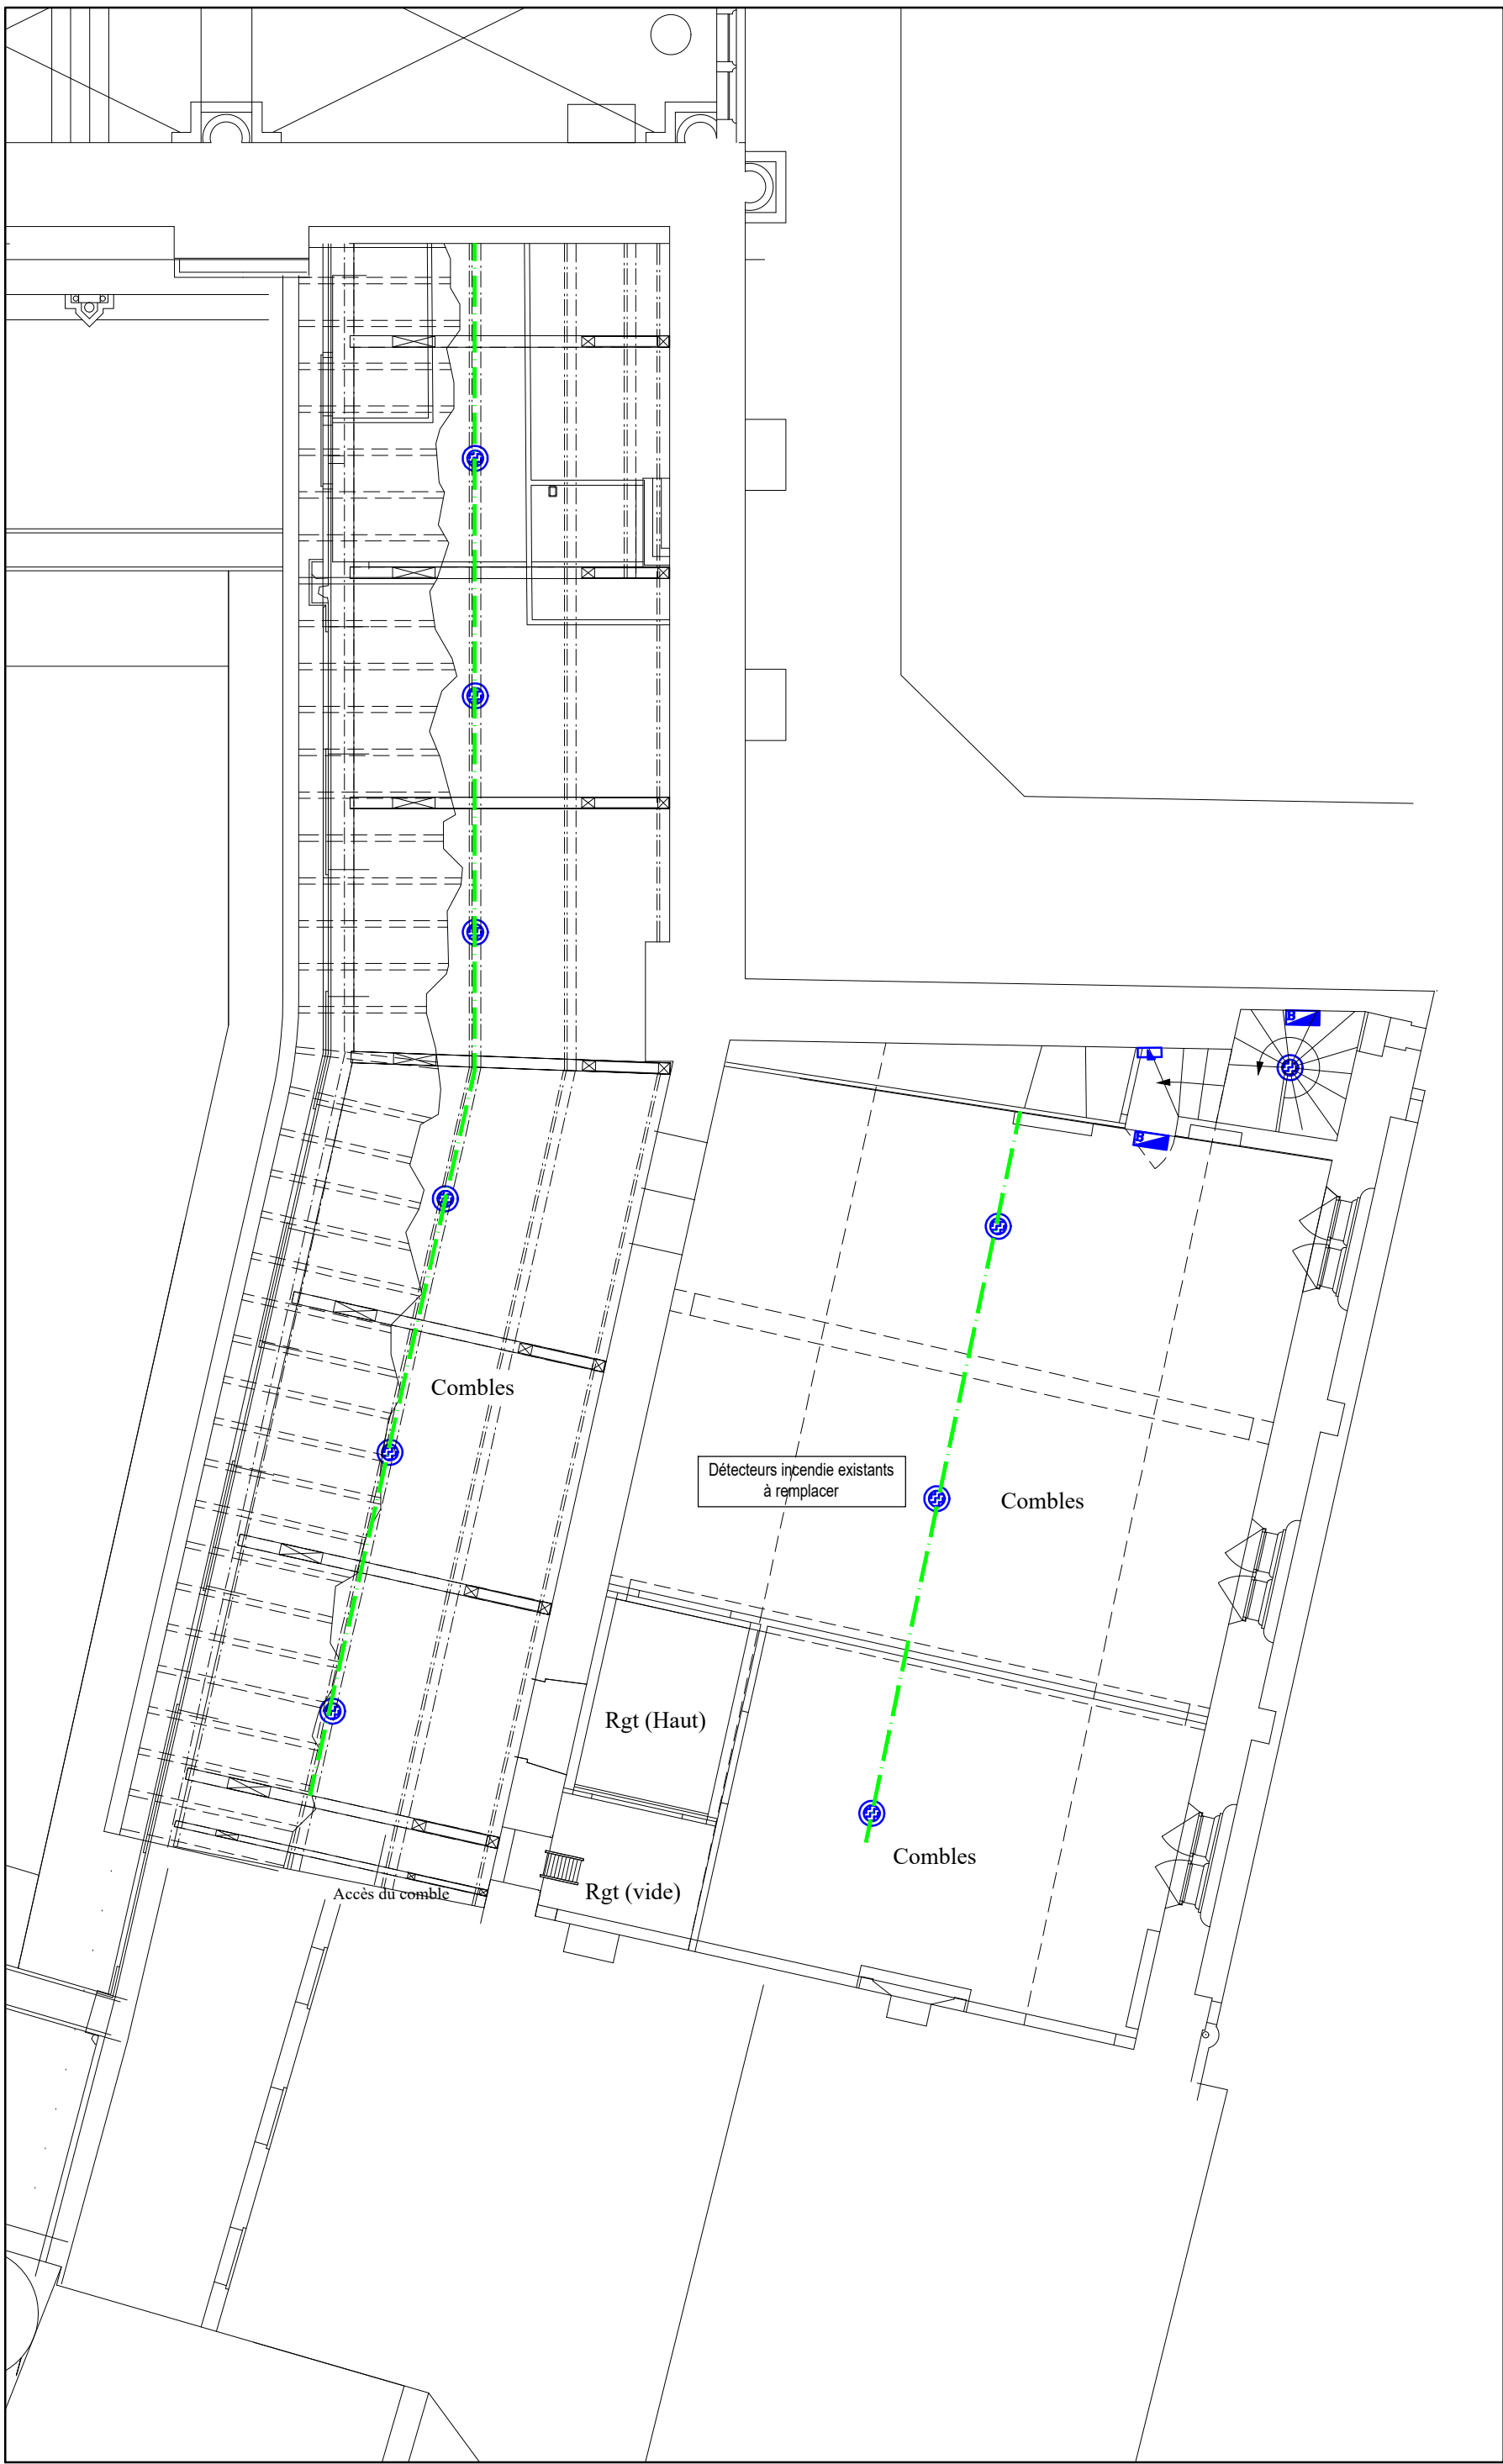 B
B
Combles
Détecteurs incendie existants
à remplacer
Combles
Rgt (Haut)
Combles
Rgt (vide)
Accès du comble